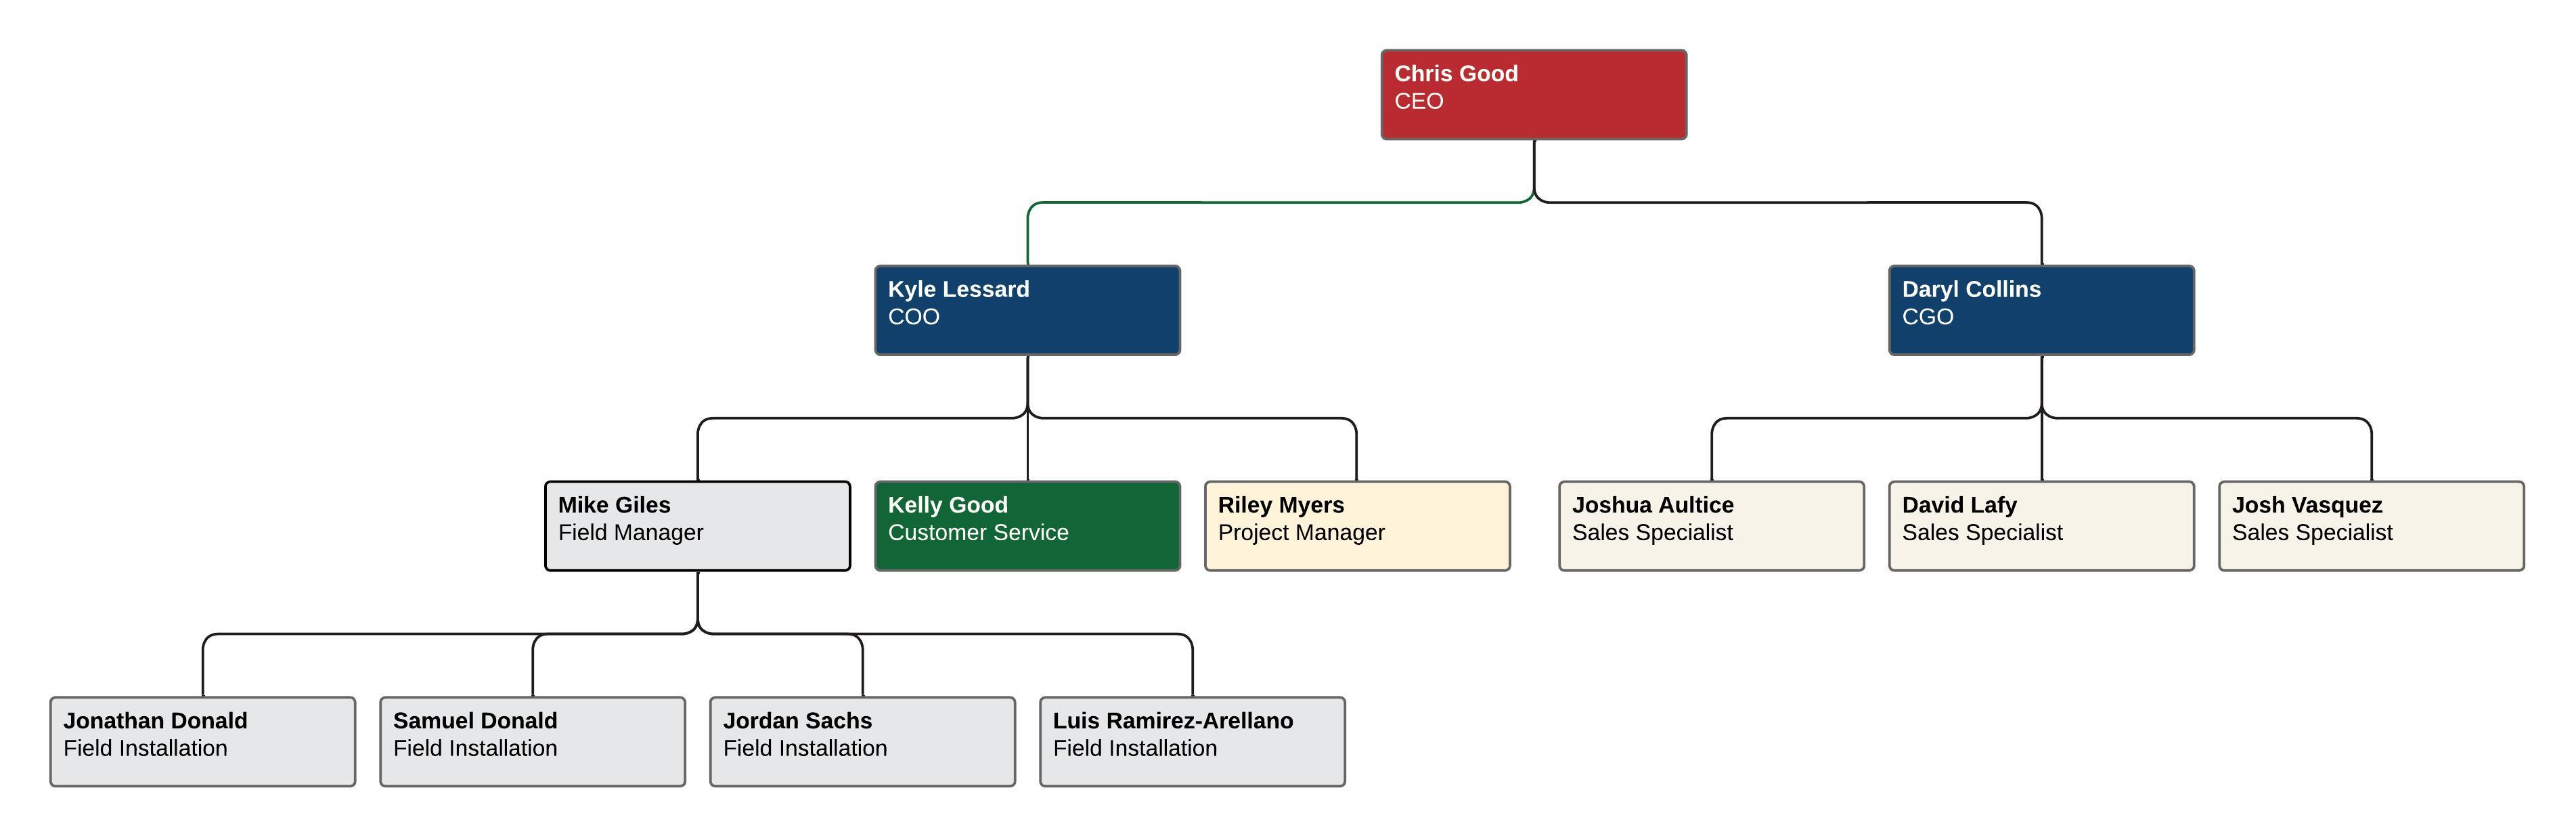 Chris Good
CEO
Kyle Lessard
COO
Daryl Collins
CGO
Mike Giles
Field Manager
Kelly Good
Customer Service
Riley Myers
Project Manager
Joshua Aultice
Sales Specialist
David Lafy
Sales Specialist
Josh Vasquez
Sales Specialist
Jonathan Donald
Field Installation
Samuel Donald
Field Installation
Jordan Sachs
Field Installation
Luis Ramirez-Arellano
Field Installation